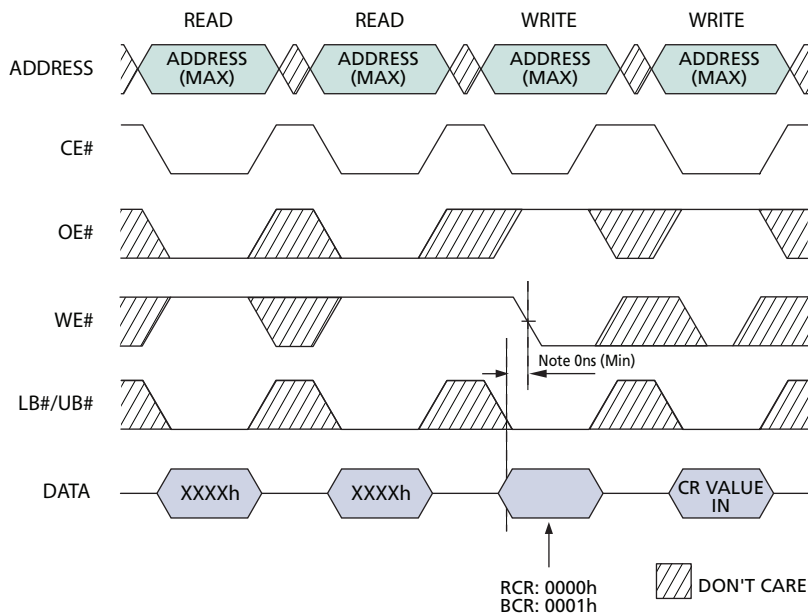 READ READ WRITE WRITE
ADDRESS
ADDRESS
(MAX)
ADDRESS
(MAX)
ADDRESS
(MAX)
ADDRESS
(MAX)
CE#
OE#
WE#
Note 0ns (Min)
LB#/UB#
DATA
XXXXh
XXXXh
CR VALUE
IN
RCR: 0000h
BCR: 0001h
DON'T CARE